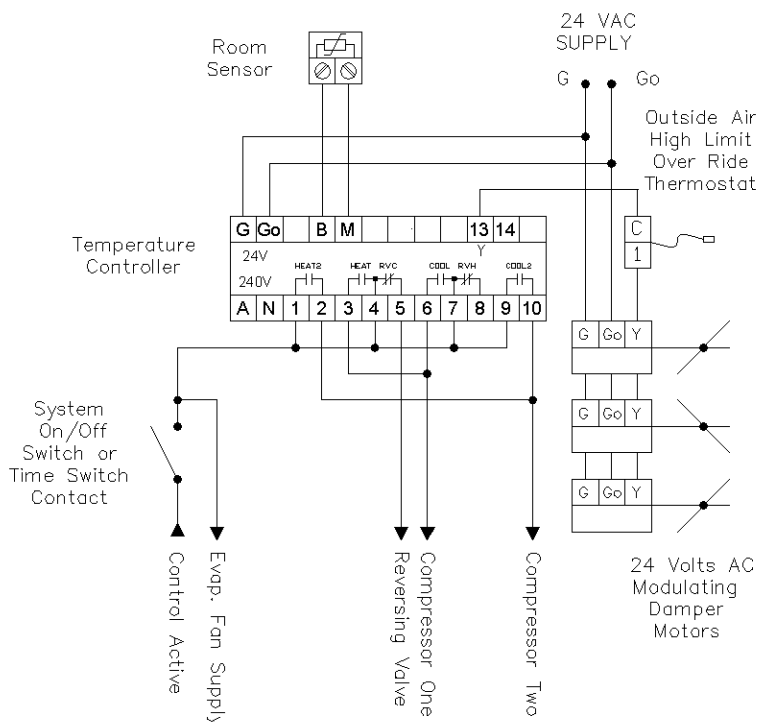 24 VAC
SUPPLY
G Go
Room
Sensor
Outside Air
High Limit
Over Ride
Thermostat
Temperature
Controller
G Go B M 13 14
24V Y
HEAT2 HEAT RVC COOL RVH COOL2
240V
A N 1 2 3 4 5 6 7 8 9 10
C
1
G Go Y
G Go Y
G Go Y
System
On/Off
Switch or
Time Switch
Contact
Control Active
Evap. Fan Supply
Reversing Valve
Compressor One
Compressor Two
24 Volts AC
Modulating
Damper
Motors